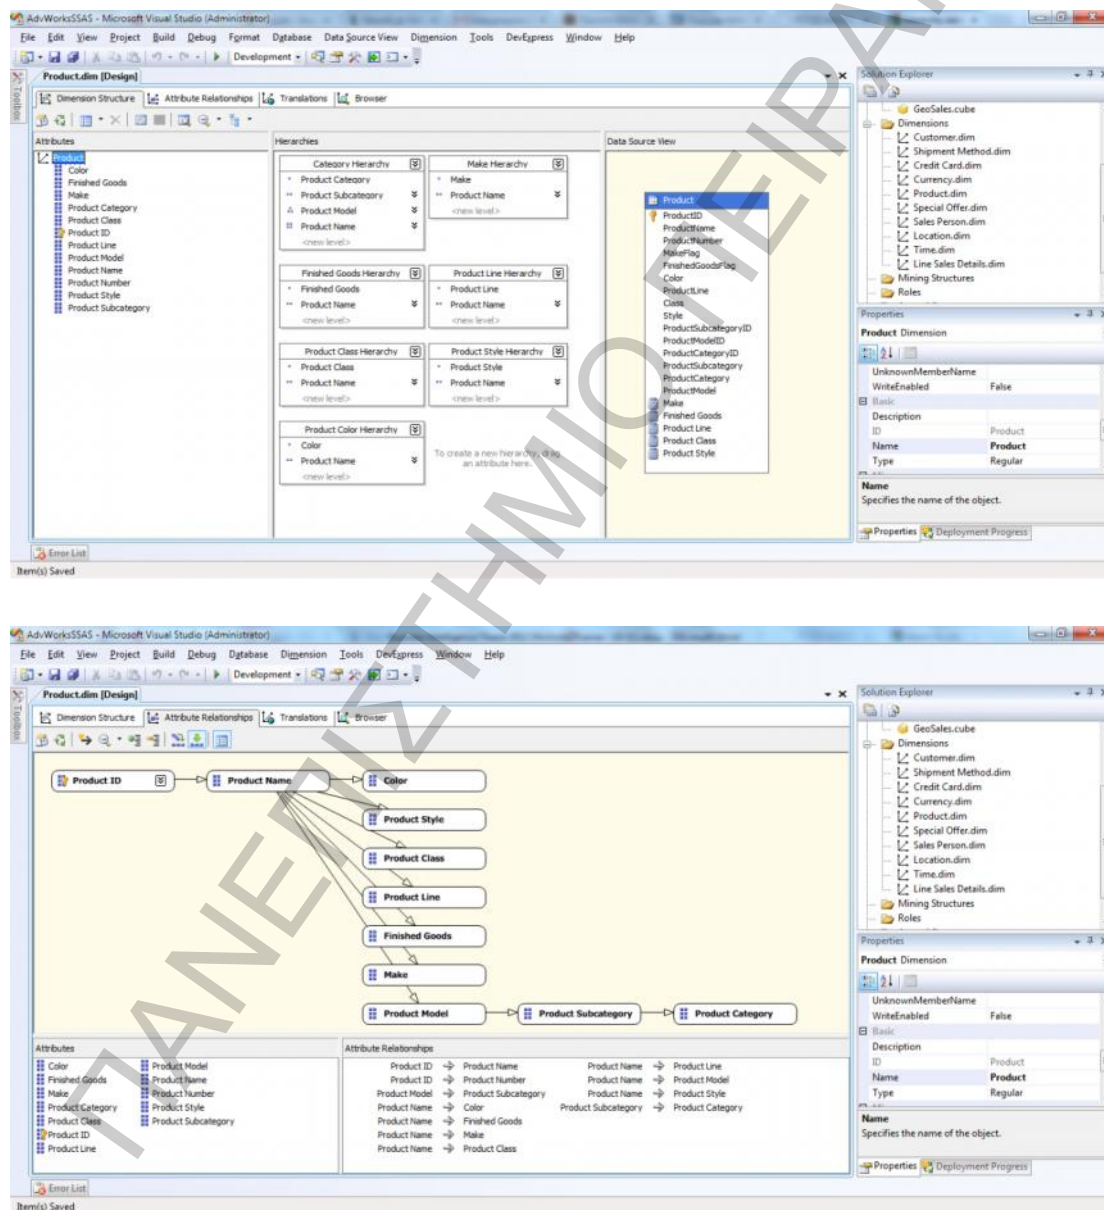 AdvWorksSSAS - Microsoft Visual Studio (Administrator)
File Edit View Project Build Debug Format Database Data Source View Dimension Tools DevExpress Window Help
Development
Toolbox
Product.dim [Design]
Dimension Structure Attribute Relationships Translations Browser
Attributes
Product
Color
Finished Goods
Make
Product Category
Product Class
Product ID
Product Line
Product Model
Product Name
Product Number
Product Style
Product Subcategory
Hierarchies
Category Hierarchy
Product Category
Product Subcategory
Product Model
Product Name
<new level>
Make Hierarchy
Make
Product Name
<new level>
Finished Goods Hierarchy
Finished Goods
Product Name
<new level>
Product Line Hierarchy
Product Line
Product Name
<new level>
Product Class Hierarchy
Product Class
Product Name
<new level>
Product Style Hierarchy
Product Style
Product Name
<new level>
Product Color Hierarchy
Color
Product Name
<new level>
To create a new hierarchy, drag
an attribute here.
Data Source View
Product
ProductID
ProductName
ProductNumber
MakeFlag
FinishedGoodsFlag
Color
ProductLine
Class
Style
ProductSubcategoryID
ProductModelID
ProductCategoryID
ProductSubcategory
ProductCategory
ProductModel
Make
Finished Goods
Product Line
Product Class
Product Style
Solution Explorer
GeoSales.cube
Dimensions
Customer.dim
Shipment Method.dim
Credit Card.dim
Currency.dim
Product.dim
Special Offer.dim
Sales Person.dim
Location.dim
Time.dim
Line Sales Details.dim
Mining Structures
Roles
Properties
Product Dimension
UnknownMemberName
WriteEnabled False
Basic
Description
ID Product
Name Product
Type Regular
Name
Specifies the name of the object.
Properties Deployment Progress
Error List
Item(s) Saved
AdvWorksSSAS - Microsoft Visual Studio (Administrator)
File Edit View Project Build Debug Database Dimension Tools DevExpress Window Help
Development
Toolbox
Product.dim [Design]
Dimension Structure Attribute Relationships Translations Browser
Product ID Product Name Color
Product Style
Product Class
Product Line
Finished Goods
Make
Product Model Product Subcategory Product Category
Attributes
Color Product Model
Finished Goods Product Name
Make Product Number
Product Category Product Style
Product Class Product Subcategory
Product ID
Product Line
Attribute Relationships
Product ID Product Name Product Name Product Line
Product ID Product Number Product Name Product Model
Product Model Product Subcategory Product Name Product Style
Product Name Color Product Subcategory Product Category
Product Name Finished Goods
Product Name Make
Product Name Product Class
Solution Explorer
GeoSales.cube
Dimensions
Customer.dim
Shipment Method.dim
Credit Card.dim
Currency.dim
Product.dim
Special Offer.dim
Sales Person.dim
Location.dim
Time.dim
Line Sales Details.dim
Mining Structures
Roles
Properties
Product Dimension
UnknownMemberName
WriteEnabled False
Basic
Description
ID Product
Name Product
Type Regular
Name
Specifies the name of the object.
Properties Deployment Progress
Error List
Item(s) Saved
ΠΑΝΕΠΙΣΤΗΜΙΟ ΠΕΙΡΑ